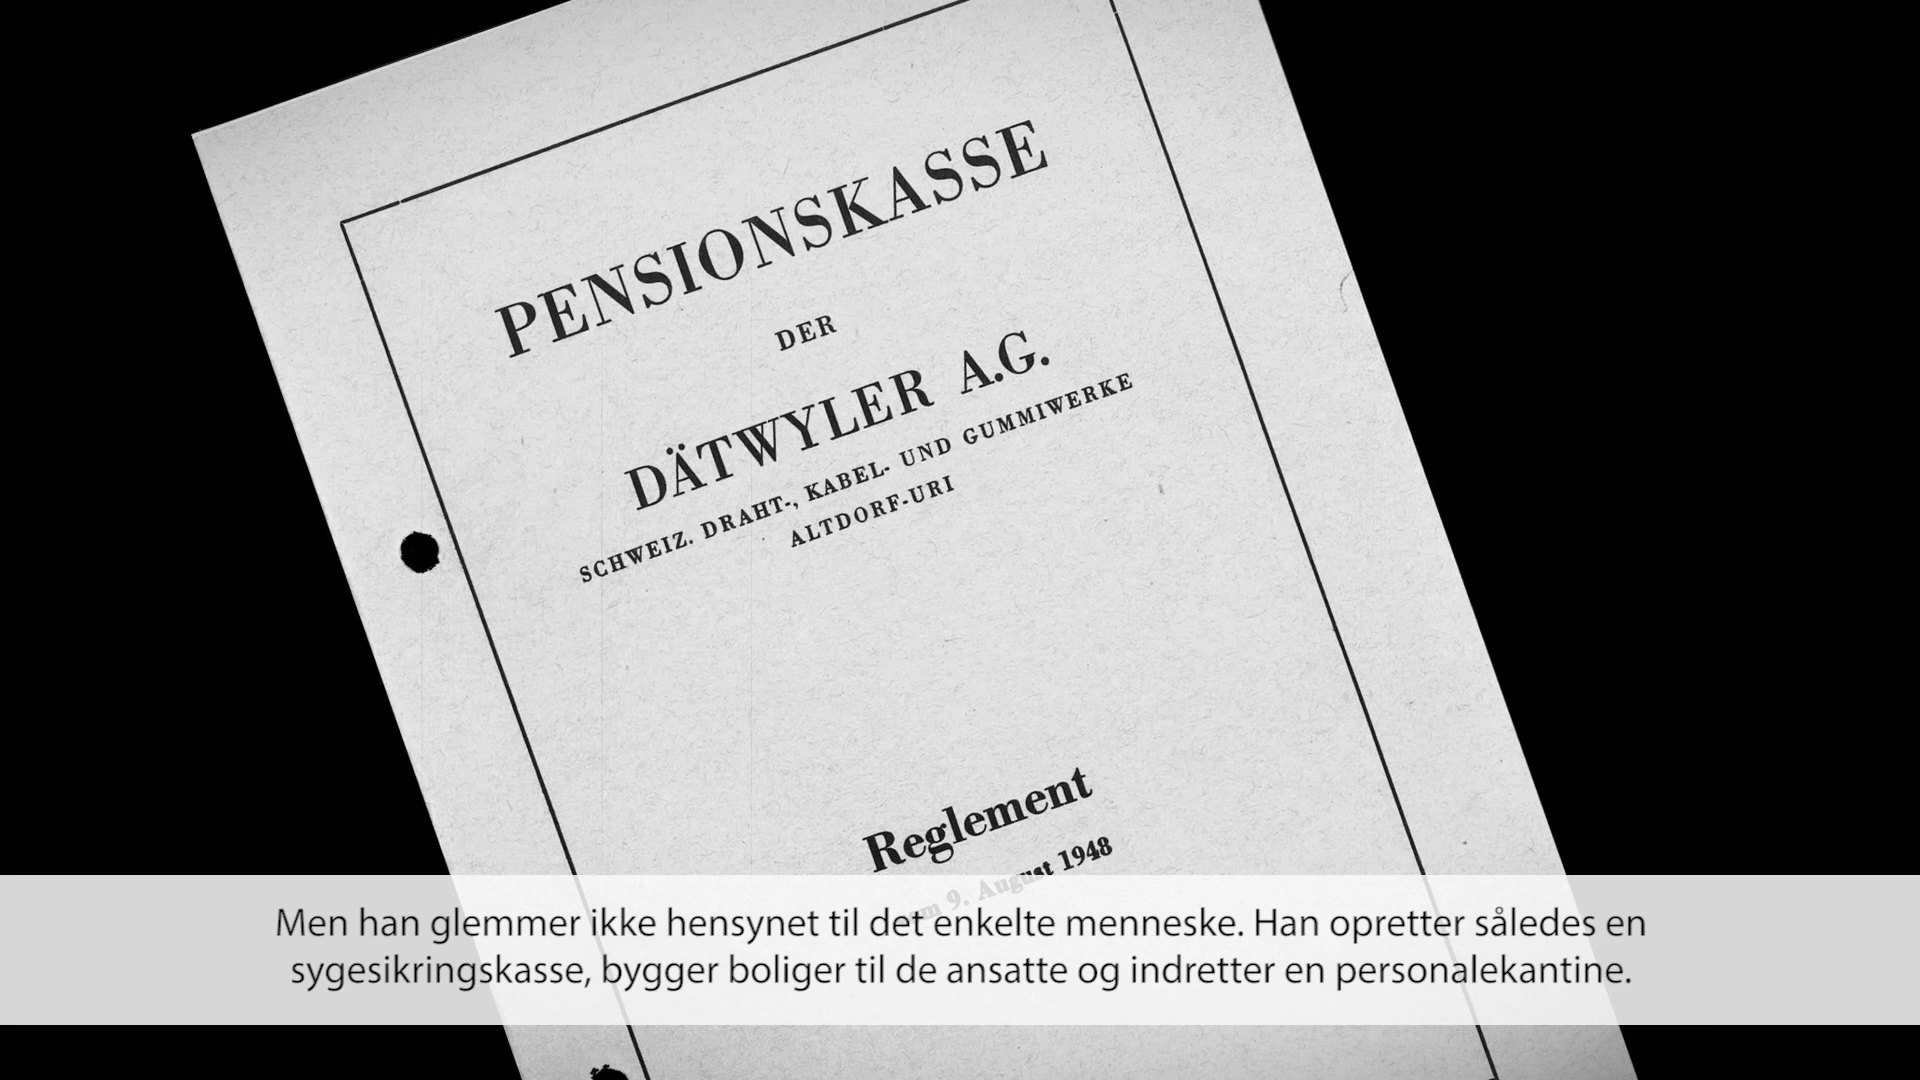 PENSIONSKASSE
DER
DÄTWYLER A.G.
SCHWEIZ. DRAHT-, KABEL- UND GUMMIWERKE
ALTDORF-URI
Reglement
9. August 1948
Men han glemmer ikke hensynet til det enkelte menneske. Han opretter således en
sygesikringskasse, bygger boliger til de ansatte og indretter en personalekantine.